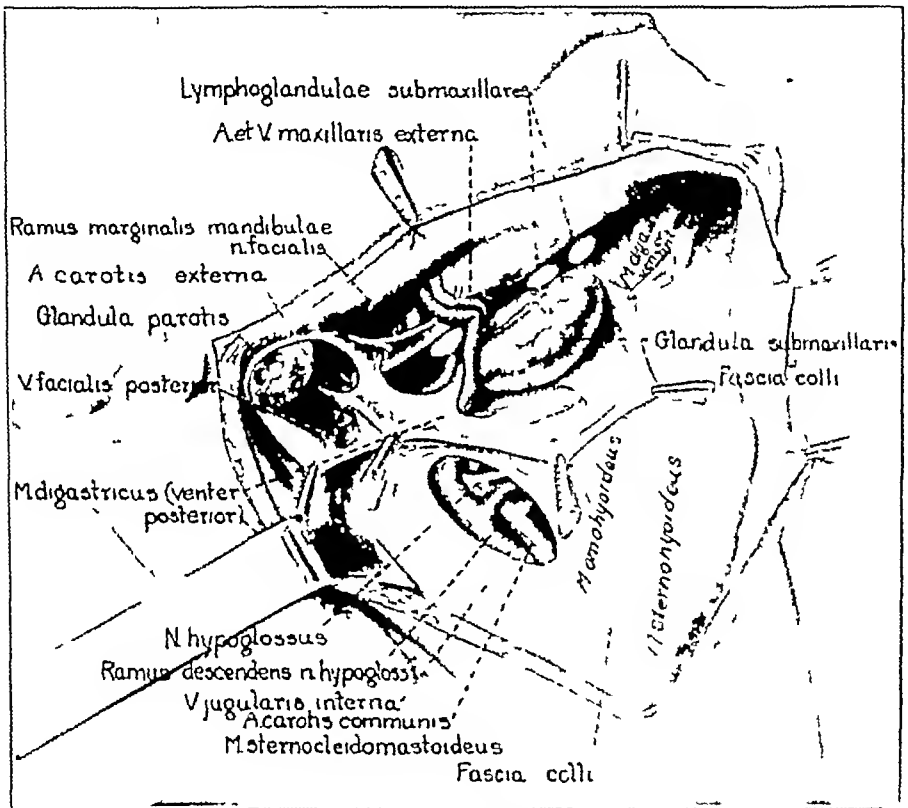 Lymphoglandulae submaxillares
A.et V. maxillaris externa
Ramus marginalis mandibulae
n.facialis
A carotis externa
Glandula parotis
V.facialis posterior
M.digastricus (venter
posterior)
M.diga
Glandula submaxillaris
Fascia colli
M omohyoideus
sternohyoideus
N.hypoglossus
Ramus descendens n hypoglossi
V jugularis interna
A.carotis communis
M.sternocleidomastoideus
Fascia colli